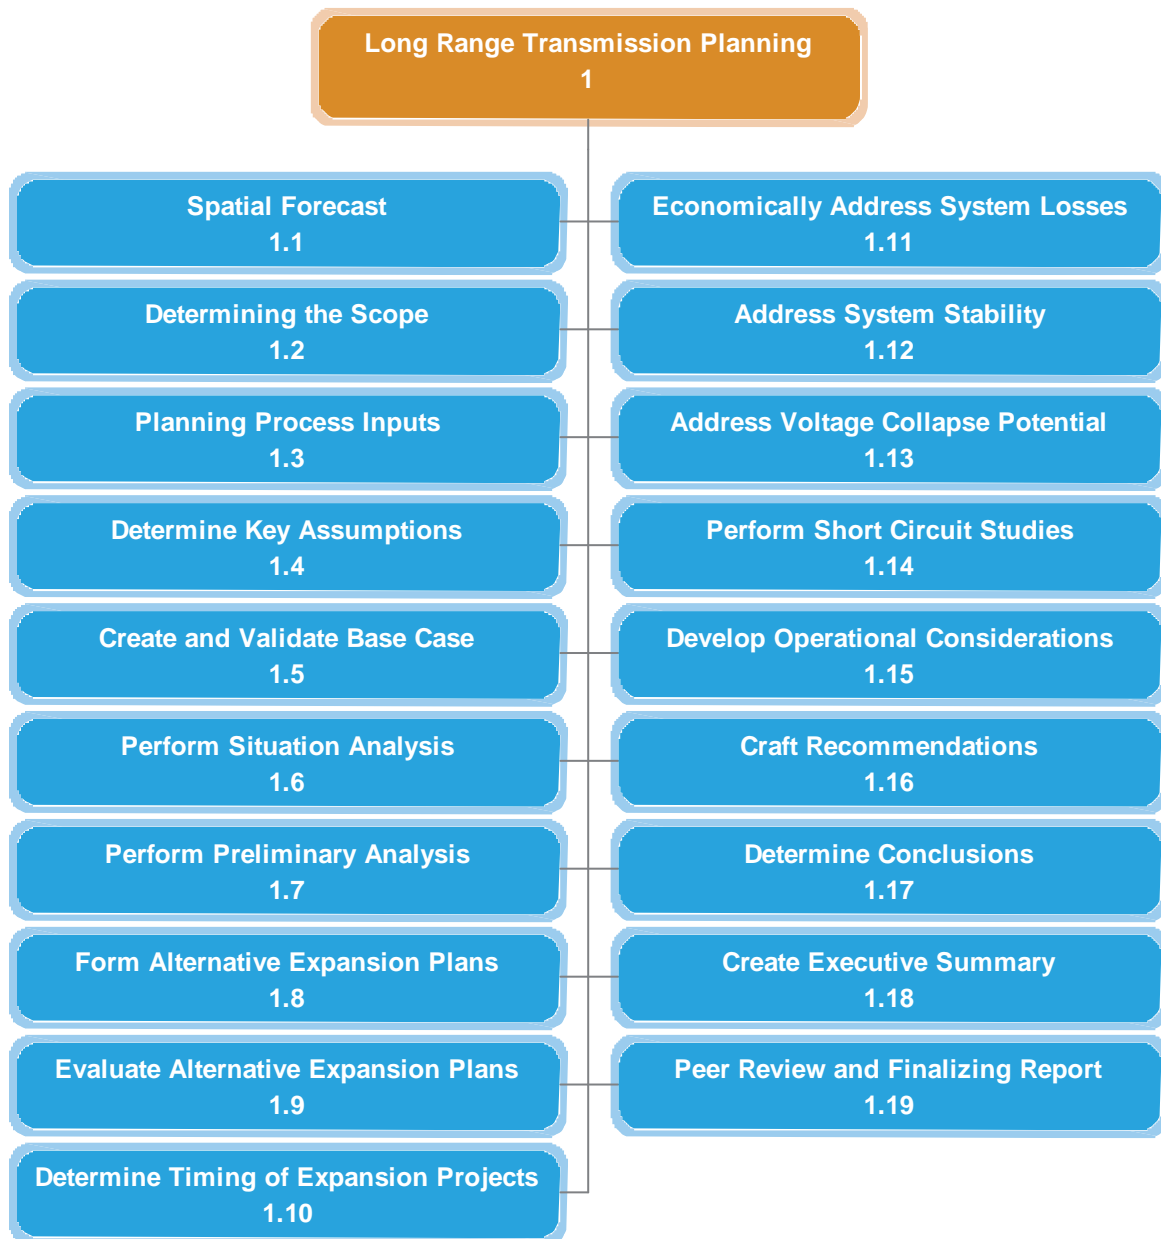 Long Range Transmission Planning
1
Spatial Forecast
1.1
Determining the Scope
1.2
Planning Process Inputs
1.3
Determine Key Assumptions
1.4
Create and Validate Base Case
1.5
Perform Situation Analysis
1.6
Perform Preliminary Analysis
1.7
Form Alternative Expansion Plans
1.8
Evaluate Alternative Expansion Plans
1.9
Determine Timing of Expansion Projects
1.10
Economically Address System Losses
1.11
Address System Stability
1.12
Address Voltage Collapse Potential
1.13
Perform Short Circuit Studies
1.14
Develop Operational Considerations
1.15
Craft Recommendations
1.16
Determine Conclusions
1.17
Create Executive Summary
1.18
Peer Review and Finalizing Report
1.19